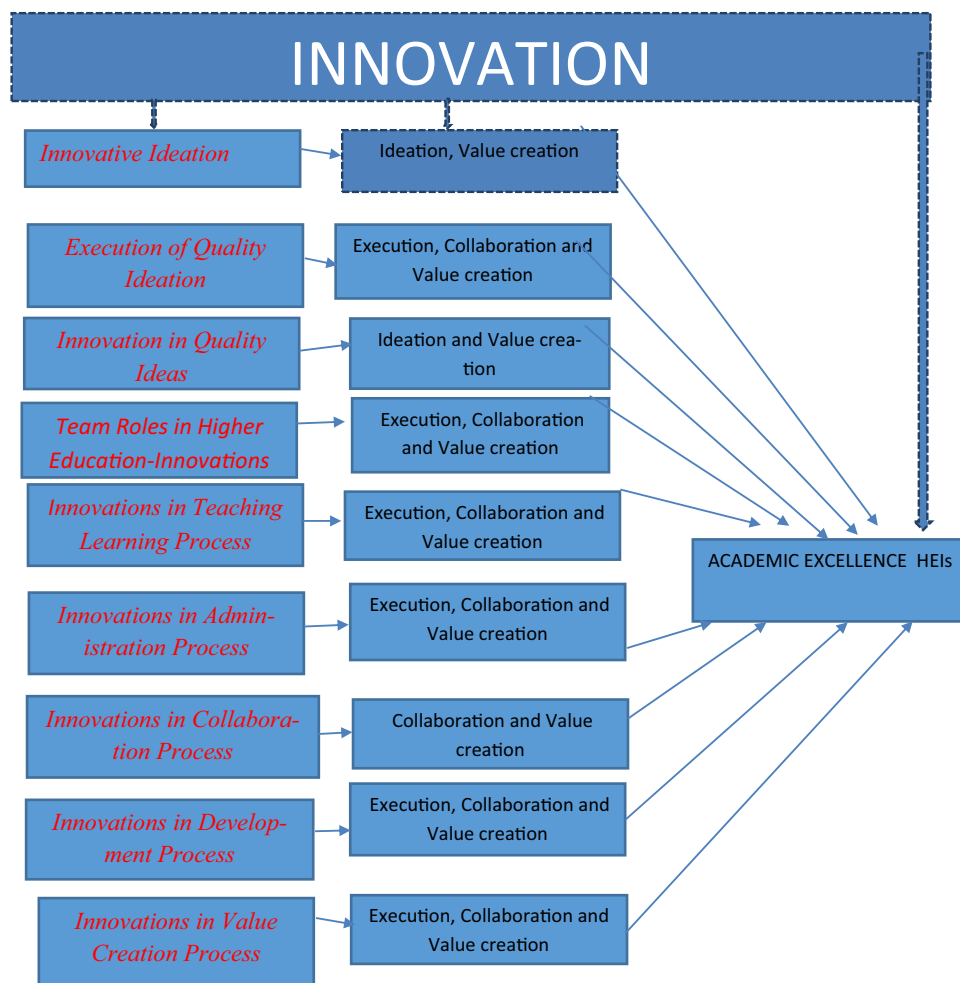 INNOVATION
Innovative Ideation
Ideation, Value creation
Execution of Quality
Ideation
Execution, Collaboration and
Value creation
Innovation in Quality
Ideas
Ideation and Value crea-
tion
Team Roles in Higher
Education-Innovations
Execution, Collaboration
and Value creation
Innovations in Teaching
Learning Process
Execution, Collaboration and
Value creation
ACADEMIC EXCELLENCE HEIs
Innovations in Admin-
istration Process
Execution, Collaboration and
Value creation
Innovations in Collabora-
tion Process
Collaboration and Value
creation
Innovations in Develop-
ment Process
Execution, Collaboration and
Value creation
Innovations in Value
Creation Process
Execution, Collaboration and
Value creation